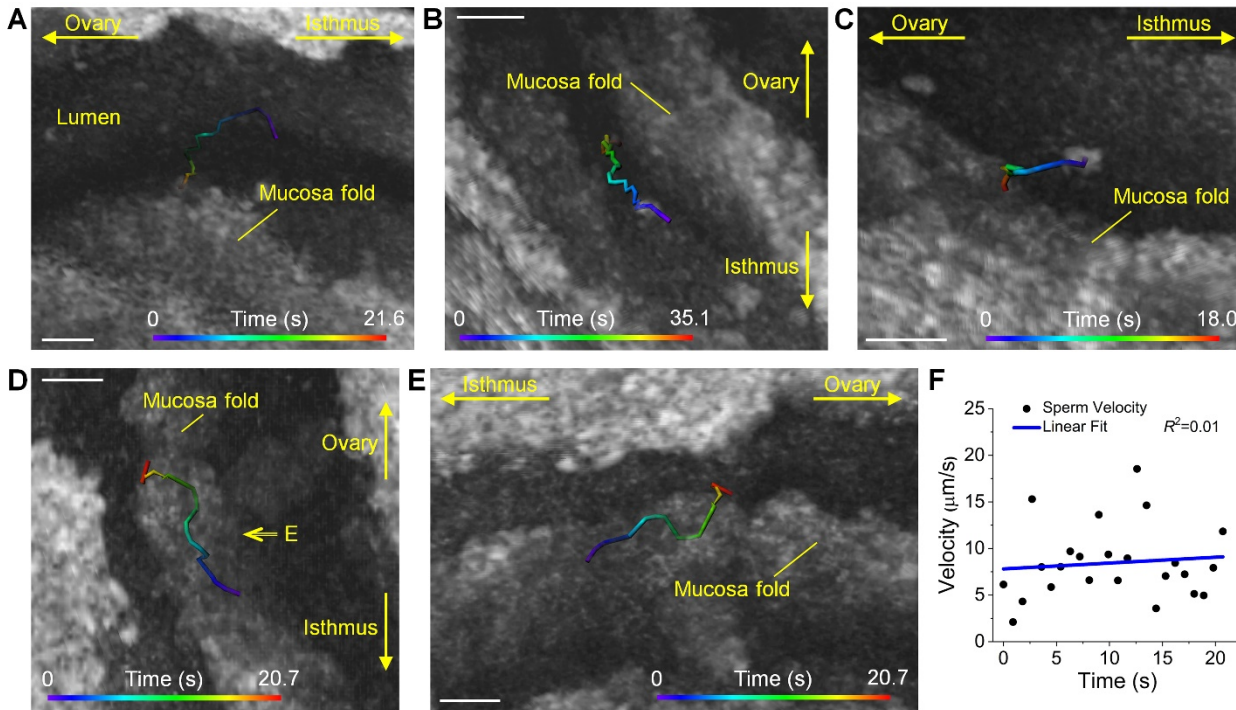 A
Ovary
Isthmus
Lumen
Mucosa fold
0 Time (s) 21.6
B
Mucosa fold
Ovary
Isthmus
0 Time (s) 35.1
C
Ovary
Isthmus
Mucosa fold
0 Time (s) 18.0
D
Mucosa fold
Ovary
E
Isthmus
0 Time (s) 20.7
E
Isthmus
Ovary
Mucosa fold
0 Time (s) 20.7
F
Sperm Velocity
Linear Fit
R²=0.01
Velocity (μm/s)
25
20
15
10
5
0
0 5 10 15 20
Time (s)